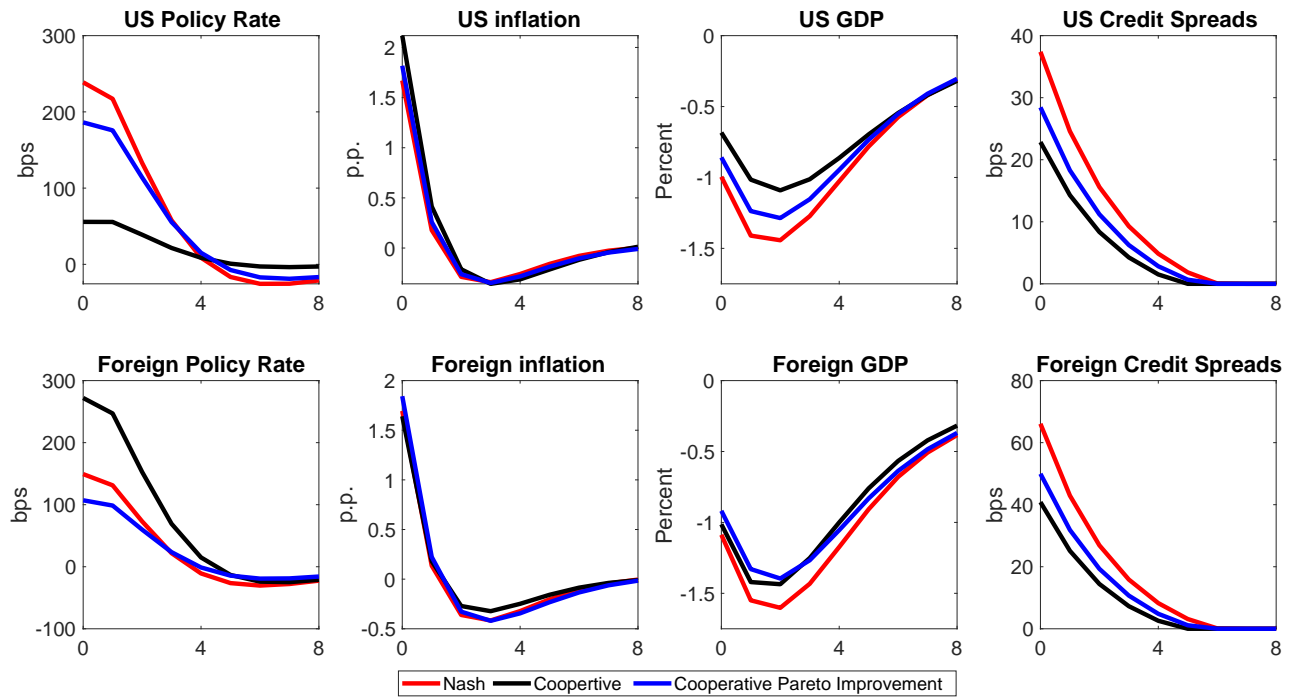 US Policy Rate
300
200
100
0
bps
0 4 8
US inflation
2
1.5
1
0.5
0
p.p.
0 4 8
US GDP
0
-0.5
-1
-1.5
Percent
0 4 8
US Credit Spreads
40
30
20
10
0
bps
0 4 8
Foreign Policy Rate
300
200
100
0
-100
bps
0 4 8
Foreign inflation
2
1.5
1
0.5
0
-0.5
p.p.
0 4 8
Foreign GDP
0
-0.5
-1
-1.5
Percent
0 4 8
Foreign Credit Spreads
80
60
40
20
0
bps
0 4 8
Nash Coopertive Cooperative Pareto Improvement